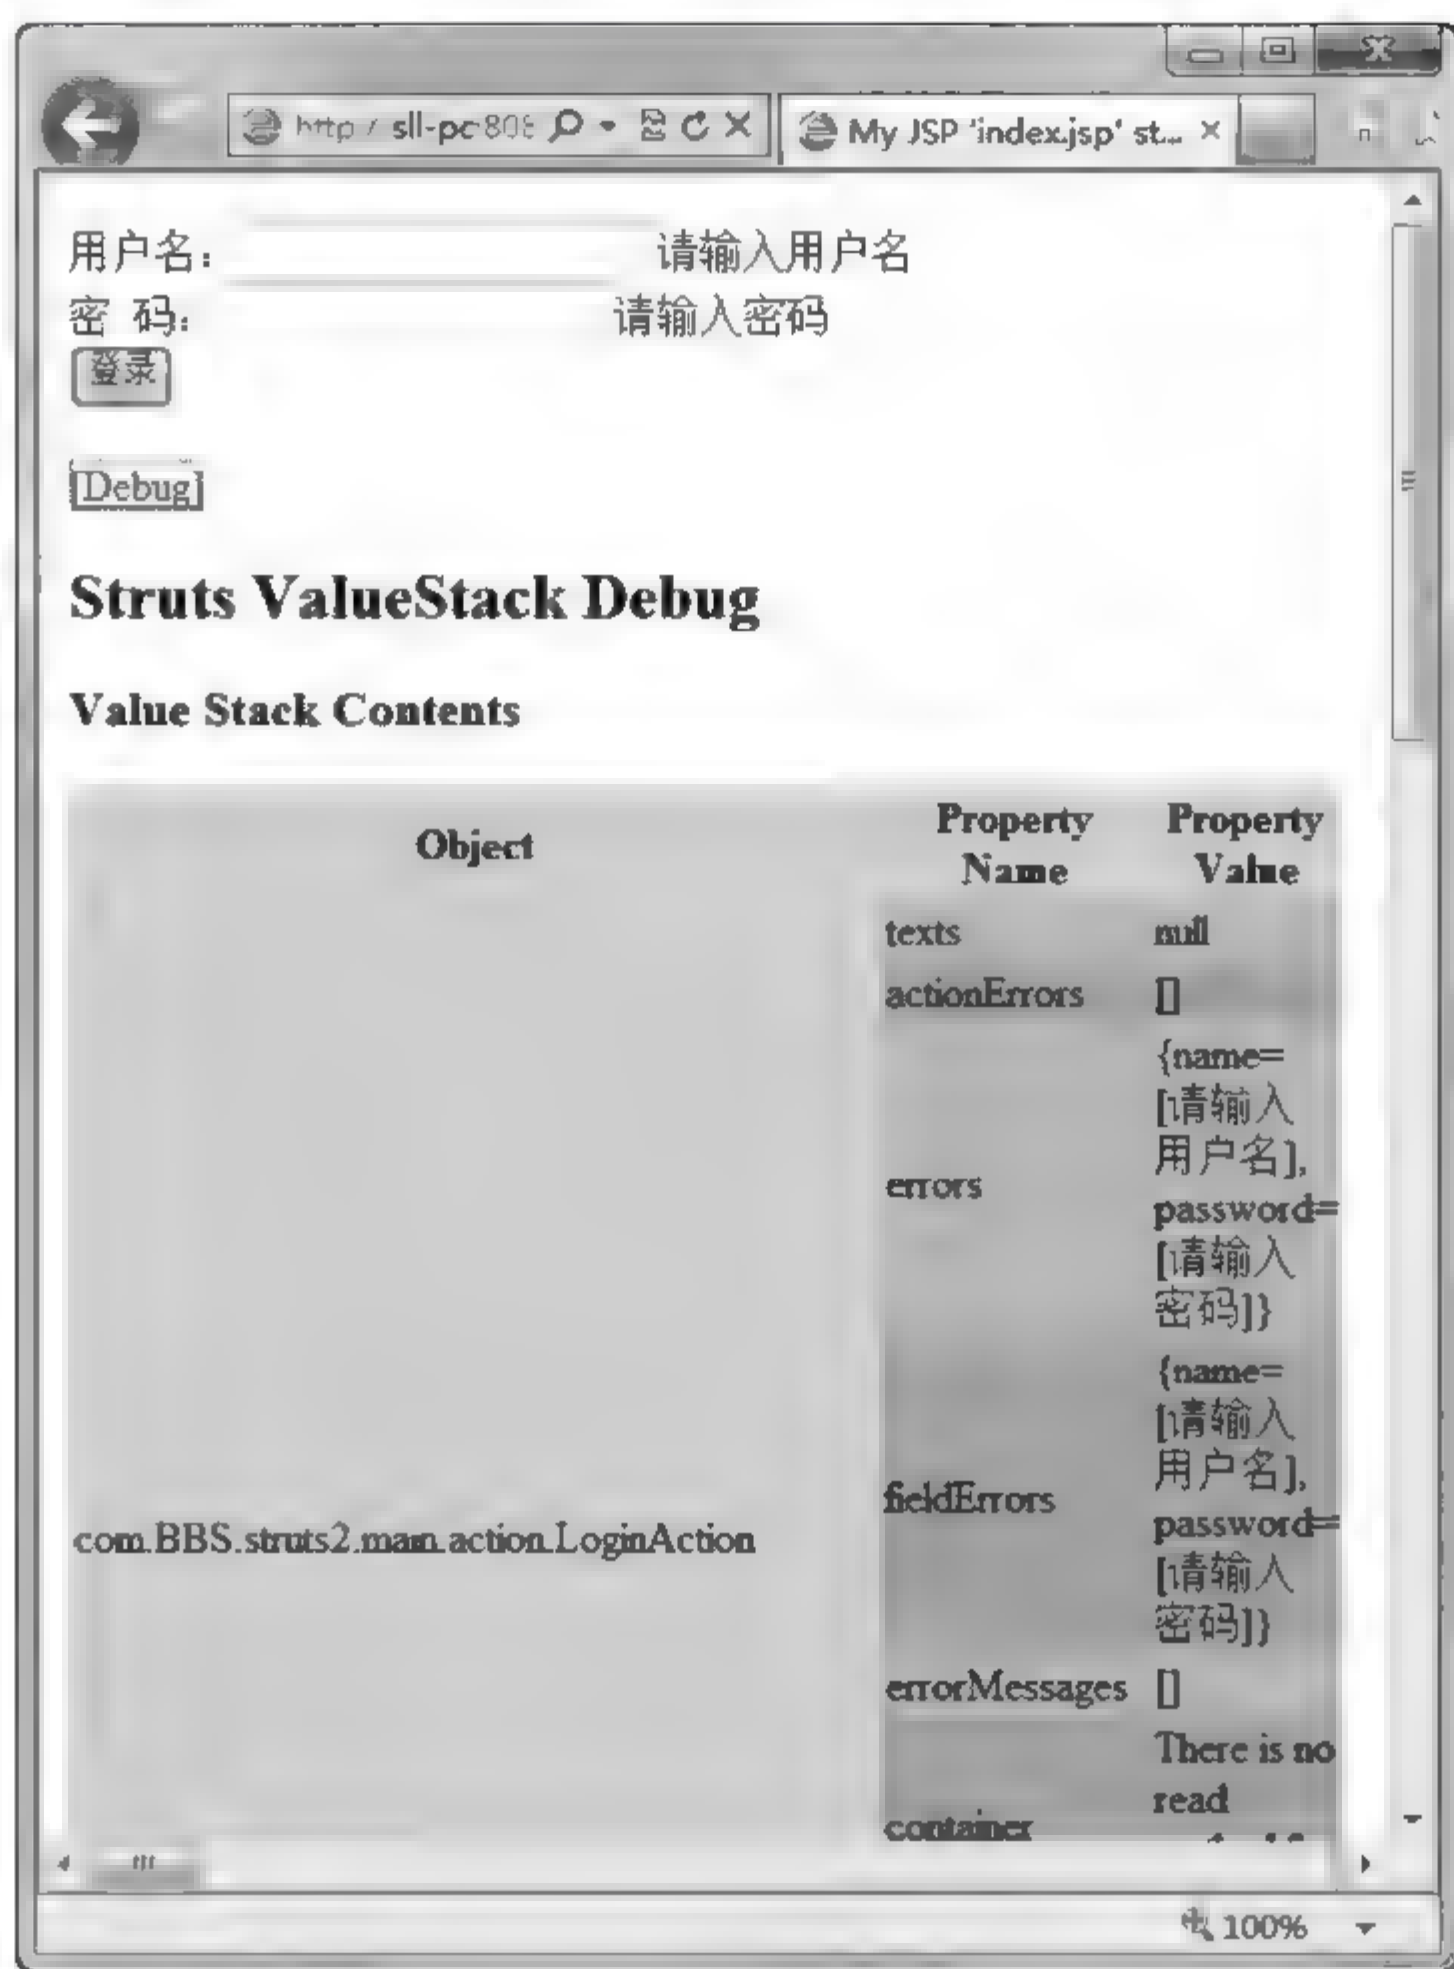 http / sll-pc:808
My JSP 'index.jsp' st...
用户名：
请输入用户名
密 码：
请输入密码
登录
[Debug]
Struts ValueStack Debug
Value Stack Contents
Object
Property Name
Property Value
texts
null
actionErrors
[]
errors
{name=
[请输入
用户名],
password=
[请输入
密码]}
fieldErrors
{name=
[请输入
用户名],
password=
[请输入
密码]}
com.BBS.struts2.main.action.LoginAction
errorMessages
[]
container
There is no
read
100%